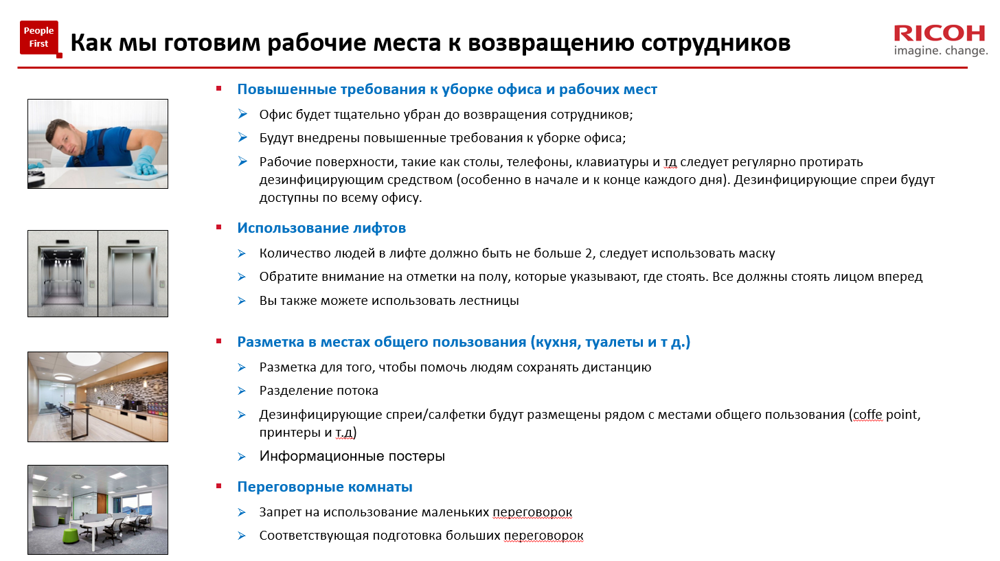 People
First
Как мы готовим рабочие места к возвращению сотрудников
RICOH
imagine. change.
Повышенные требования к уборке офиса и рабочих мест
Офис будет тщательно убран до возвращения сотрудников;
Будут внедрены повышенные требования к уборке офиса;
Рабочие поверхности, такие как столы, телефоны, клавиатуры и тд следует регулярно протирать
дезинфицирующим средством (особенно в начале и к конце каждого дня). Дезинфицирующие спреи будут
доступны по всему офису.
Использование лифтов
Количество людей в лифте должно быть не больше 2, следует использовать маску
Обратите внимание на отметки на полу, которые указывают, где стоять. Все должны стоять лицом вперед
Вы также можете использовать лестницы
Разметка в местах общего пользования (кухня, туалеты и т д.)
Разметка для того, чтобы помочь людям сохранять дистанцию
Разделение потока
Дезинфицирующие спреи/салфетки будут размещены рядом с местами общего пользования (coffe point,
принтеры и т.д)
Информационные постеры
Переговорные комнаты
Запрет на использование маленьких переговорок
Соответствующая подготовка больших переговорок